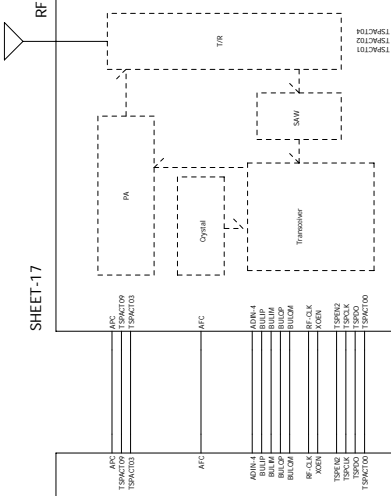 RF
SHEET-17
T/R
TSPACT01
TSPACT02
TSPACT04
SAW
PA
Crystal
Transceiver
APC
TSPACT09
TSPACT03
AFC
ADIN-4
BULIP
BULIM
BULQP
BULQM
RF-CLK
XOEN
TSPEN2
TSPCLK
TSPDO
TSPACT00
APC
TSPACT09
TSPACT03
AFC
ADIN-4
BULIP
BULIM
BULQP
BULQM
RF-CLK
XOEN
TSPEN2
TSPCLK
TSPDO
TSPACT00